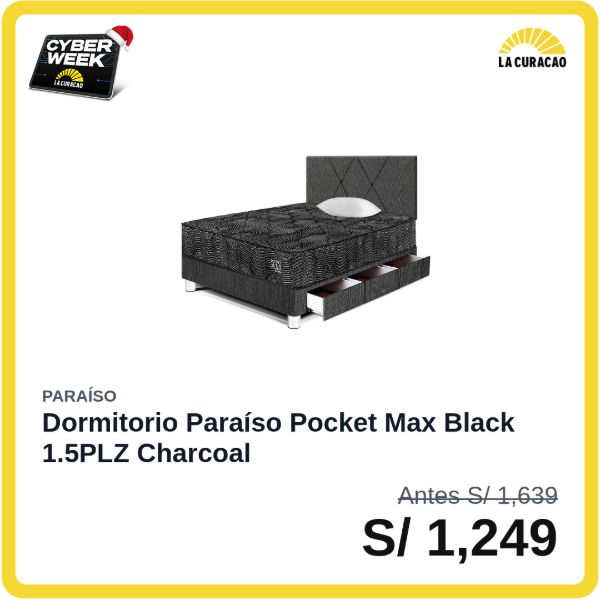 CYBER
WEEK
LA CURACAO
LA CURACAO
PARAÍSO
Dormitorio Paraíso Pocket Max Black
1.5PLZ Charcoal
Antes S/ 1,639
S/ 1,249